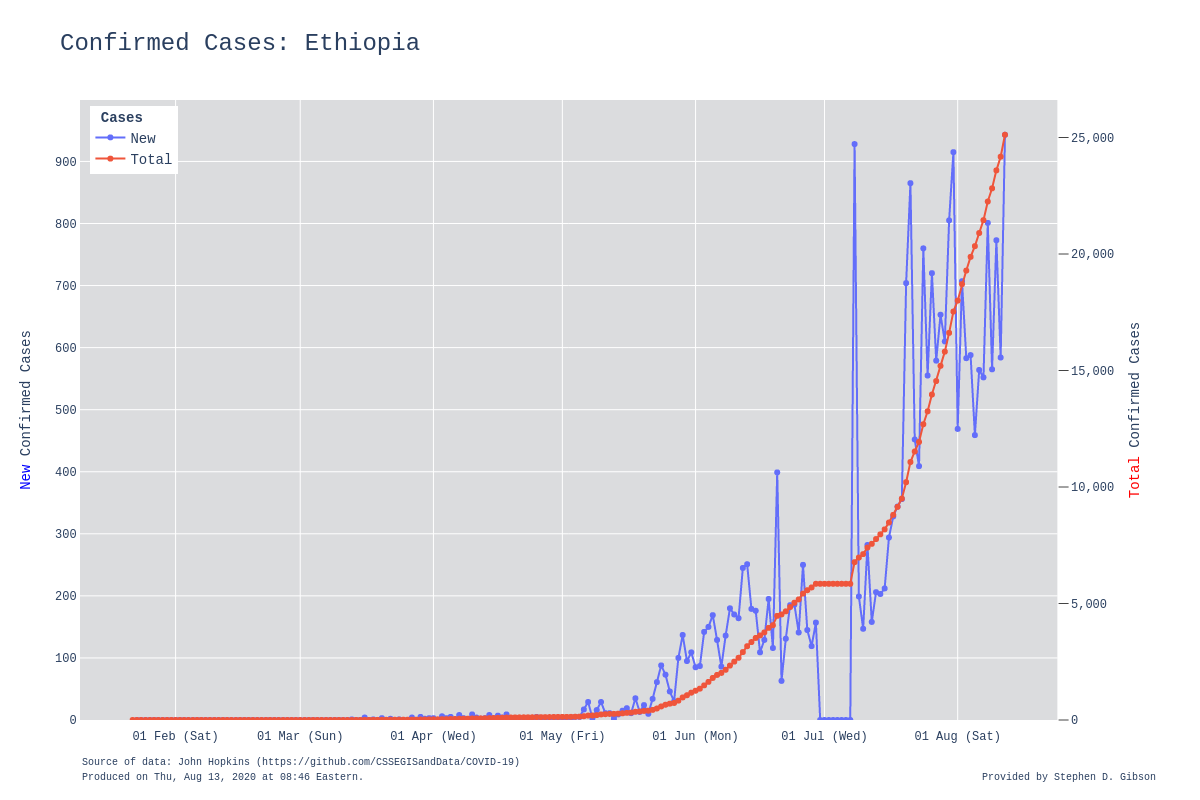 Confirmed Cases: Ethiopia
Cases
New
Total
900
800
700
600
500
400
300
200
100
0
New Confirmed Cases
25,000
20,000
15,000
10,000
5,000
0
Total Confirmed Cases
01 Feb (Sat)
01 Mar (Sun)
01 Apr (Wed)
01 May (Fri)
01 Jun (Mon)
01 Jul (Wed)
01 Aug (Sat)
Source of data: John Hopkins (https://github.com/CSSEGISandData/COVID-19)
Produced on Thu, Aug 13, 2020 at 08:46 Eastern.
Provided by Stephen D. Gibson